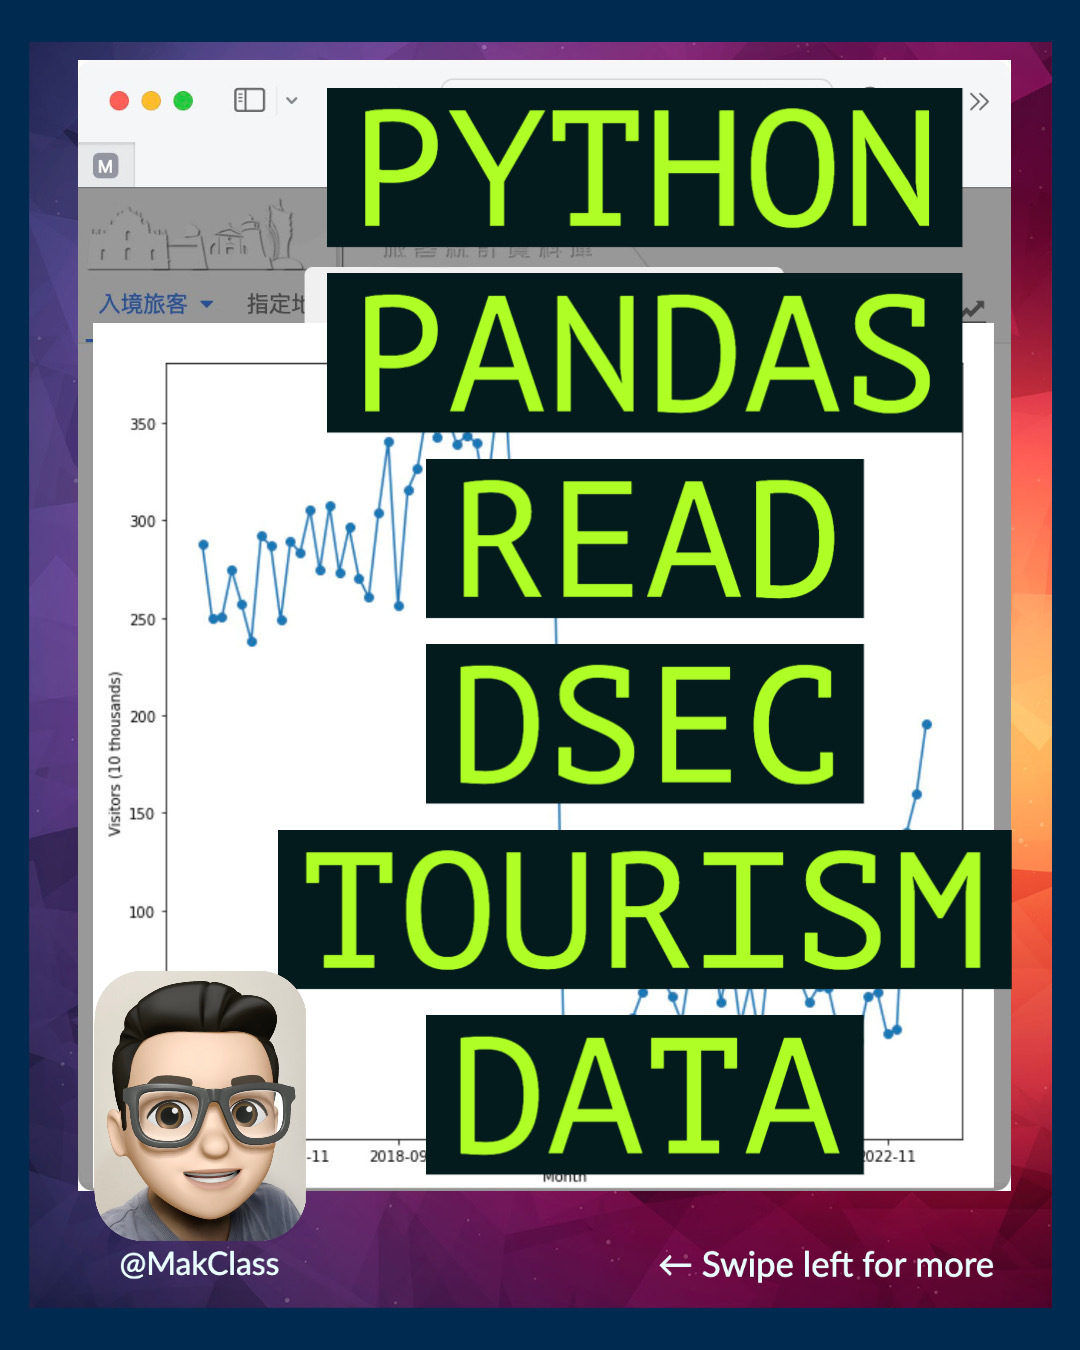 PYTHON
PANDAS
READ
DSEC
TOURISM
DATA
M
入境旅客
指定地
350
300
250
200
150
100
Visitors (10 thousands)
-11
2018-09
2022-11
Month
@MakClass
← Swipe left for more